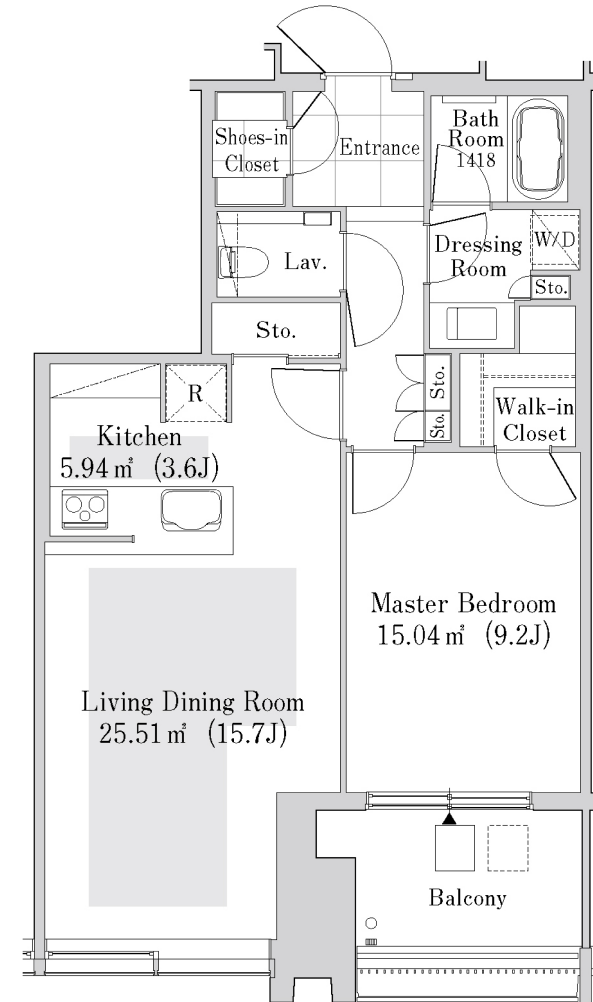 Shoes-in
Closet
Entrance
Bath
Room
1418
Lav.
Dressing
Room
W/D
Sto.
Sto.
Sto.
Sto.
R
Walk-in
Closet
Kitchen
5.94㎡ (3.6J)
Master Bedroom
15.04㎡ (9.2J)
Living Dining Room
25.51㎡ (15.7J)
Balcony